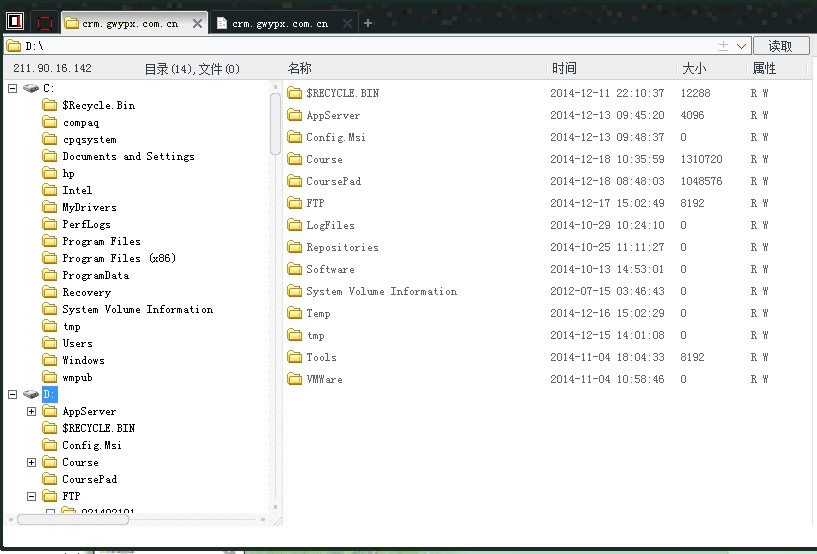 crm.gwypx.com.cn crm.gwypx.com.cn
D:\ 读取
211.90.16.142 目录(14),文件(0) 名称 时间 大小 属性
C:
$Recycle.Bin
compaq
cpqsystem
Documents and Settings
hp
Intel
MyDrivers
PerfLogs
Program Files
Program Files (x86)
ProgramData
Recovery
System Volume Information
tmp
Users
Windows
wmpub
D:
AppServer
$RECYCLE.BIN
Config.Msi
Course
CoursePad
FTP
$RECYCLE.BIN 2014-12-11 22:10:37 12288 R W
AppServer 2014-12-13 09:45:20 4096 R W
Config.Msi 2014-12-13 09:48:37 0 R W
Course 2014-12-18 10:35:59 1310720 R W
CoursePad 2014-12-18 08:48:03 1048576 R W
FTP 2014-12-17 15:02:49 8192 R W
LogFiles 2014-10-29 10:24:10 0 R W
Repositories 2014-10-25 11:11:27 0 R W
Software 2014-10-13 14:53:01 0 R W
System Volume Information 2012-07-15 03:46:43 0 R W
Temp 2014-12-16 15:02:29 0 R W
tmp 2014-12-15 14:01:08 0 R W
Tools 2014-11-04 18:04:33 8192 R W
VMWare 2014-11-04 10:58:46 0 R W